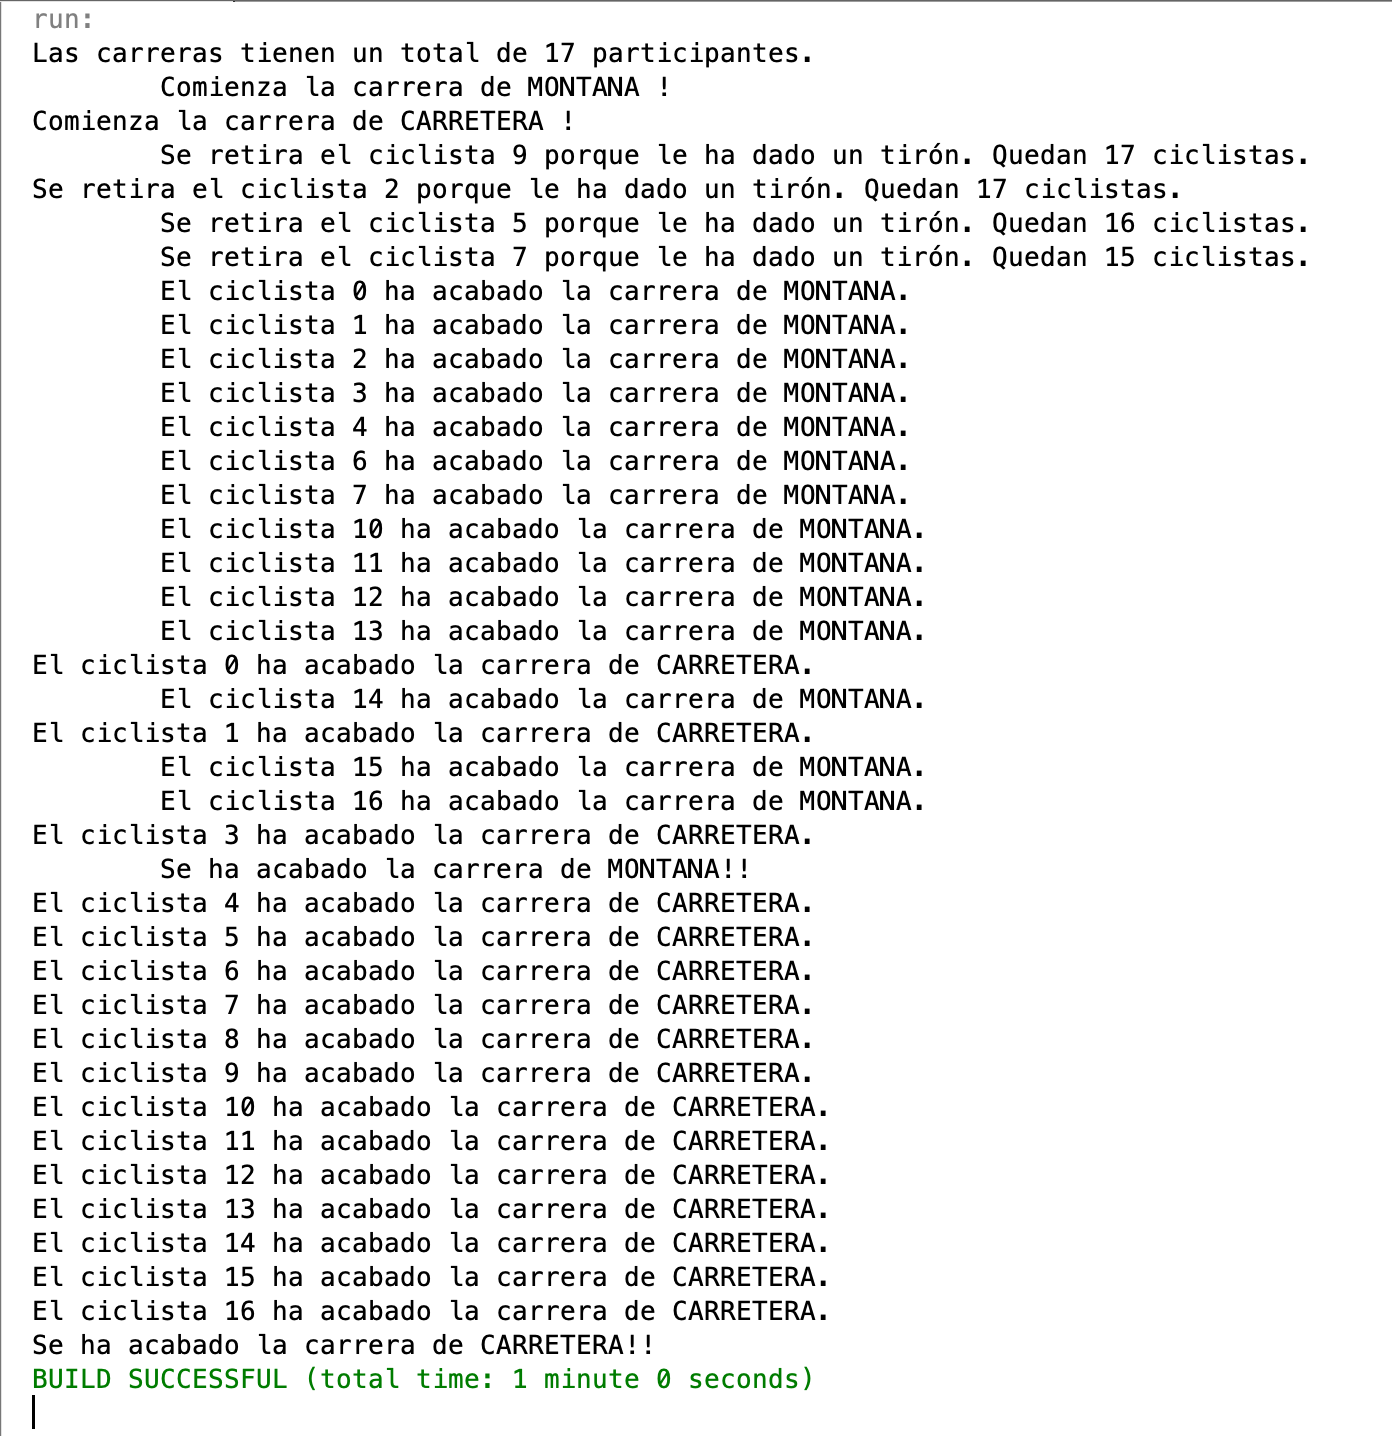 run:
Las carreras tienen un total de 17 participantes.
Comienza la carrera de MONTANA !
Comienza la carrera de CARRETERA !
Se retira el ciclista 9 porque le ha dado un tirón. Quedan 17 ciclistas.
Se retira el ciclista 2 porque le ha dado un tirón. Quedan 17 ciclistas.
Se retira el ciclista 5 porque le ha dado un tirón. Quedan 16 ciclistas.
Se retira el ciclista 7 porque le ha dado un tirón. Quedan 15 ciclistas.
El ciclista 0 ha acabado la carrera de MONTANA.
El ciclista 1 ha acabado la carrera de MONTANA.
El ciclista 2 ha acabado la carrera de MONTANA.
El ciclista 3 ha acabado la carrera de MONTANA.
El ciclista 4 ha acabado la carrera de MONTANA.
El ciclista 6 ha acabado la carrera de MONTANA.
El ciclista 7 ha acabado la carrera de MONTANA.
El ciclista 10 ha acabado la carrera de MONTANA.
El ciclista 11 ha acabado la carrera de MONTANA.
El ciclista 12 ha acabado la carrera de MONTANA.
El ciclista 13 ha acabado la carrera de MONTANA.
El ciclista 0 ha acabado la carrera de CARRETERA.
El ciclista 14 ha acabado la carrera de MONTANA.
El ciclista 1 ha acabado la carrera de CARRETERA.
El ciclista 15 ha acabado la carrera de MONTANA.
El ciclista 16 ha acabado la carrera de MONTANA.
El ciclista 3 ha acabado la carrera de CARRETERA.
Se ha acabado la carrera de MONTANA!!
El ciclista 4 ha acabado la carrera de CARRETERA.
El ciclista 5 ha acabado la carrera de CARRETERA.
El ciclista 6 ha acabado la carrera de CARRETERA.
El ciclista 7 ha acabado la carrera de CARRETERA.
El ciclista 8 ha acabado la carrera de CARRETERA.
El ciclista 9 ha acabado la carrera de CARRETERA.
El ciclista 10 ha acabado la carrera de CARRETERA.
El ciclista 11 ha acabado la carrera de CARRETERA.
El ciclista 12 ha acabado la carrera de CARRETERA.
El ciclista 13 ha acabado la carrera de CARRETERA.
El ciclista 14 ha acabado la carrera de CARRETERA.
El ciclista 15 ha acabado la carrera de CARRETERA.
El ciclista 16 ha acabado la carrera de CARRETERA.
Se ha acabado la carrera de CARRETERA!!
BUILD SUCCESSFUL (total time: 1 minute 0 seconds)